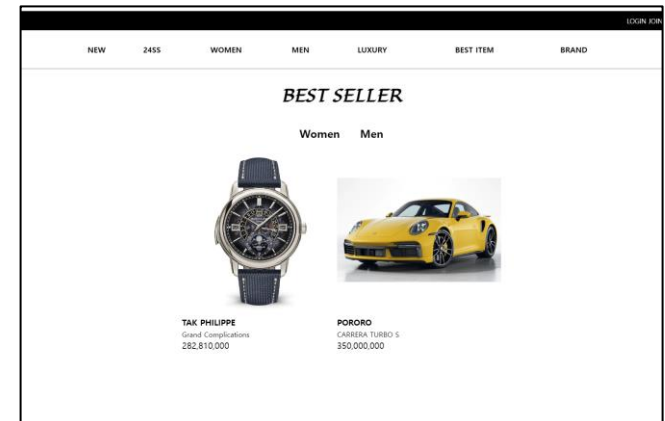 LOGIN JOIN
NEW 24SS WOMEN MEN LUXURY BEST ITEM BRAND
BEST SELLER
Women Men
TAK PHILIPPE PORORO
Grand Complications CARRERA TURBO S
282,810,000 350,000,000